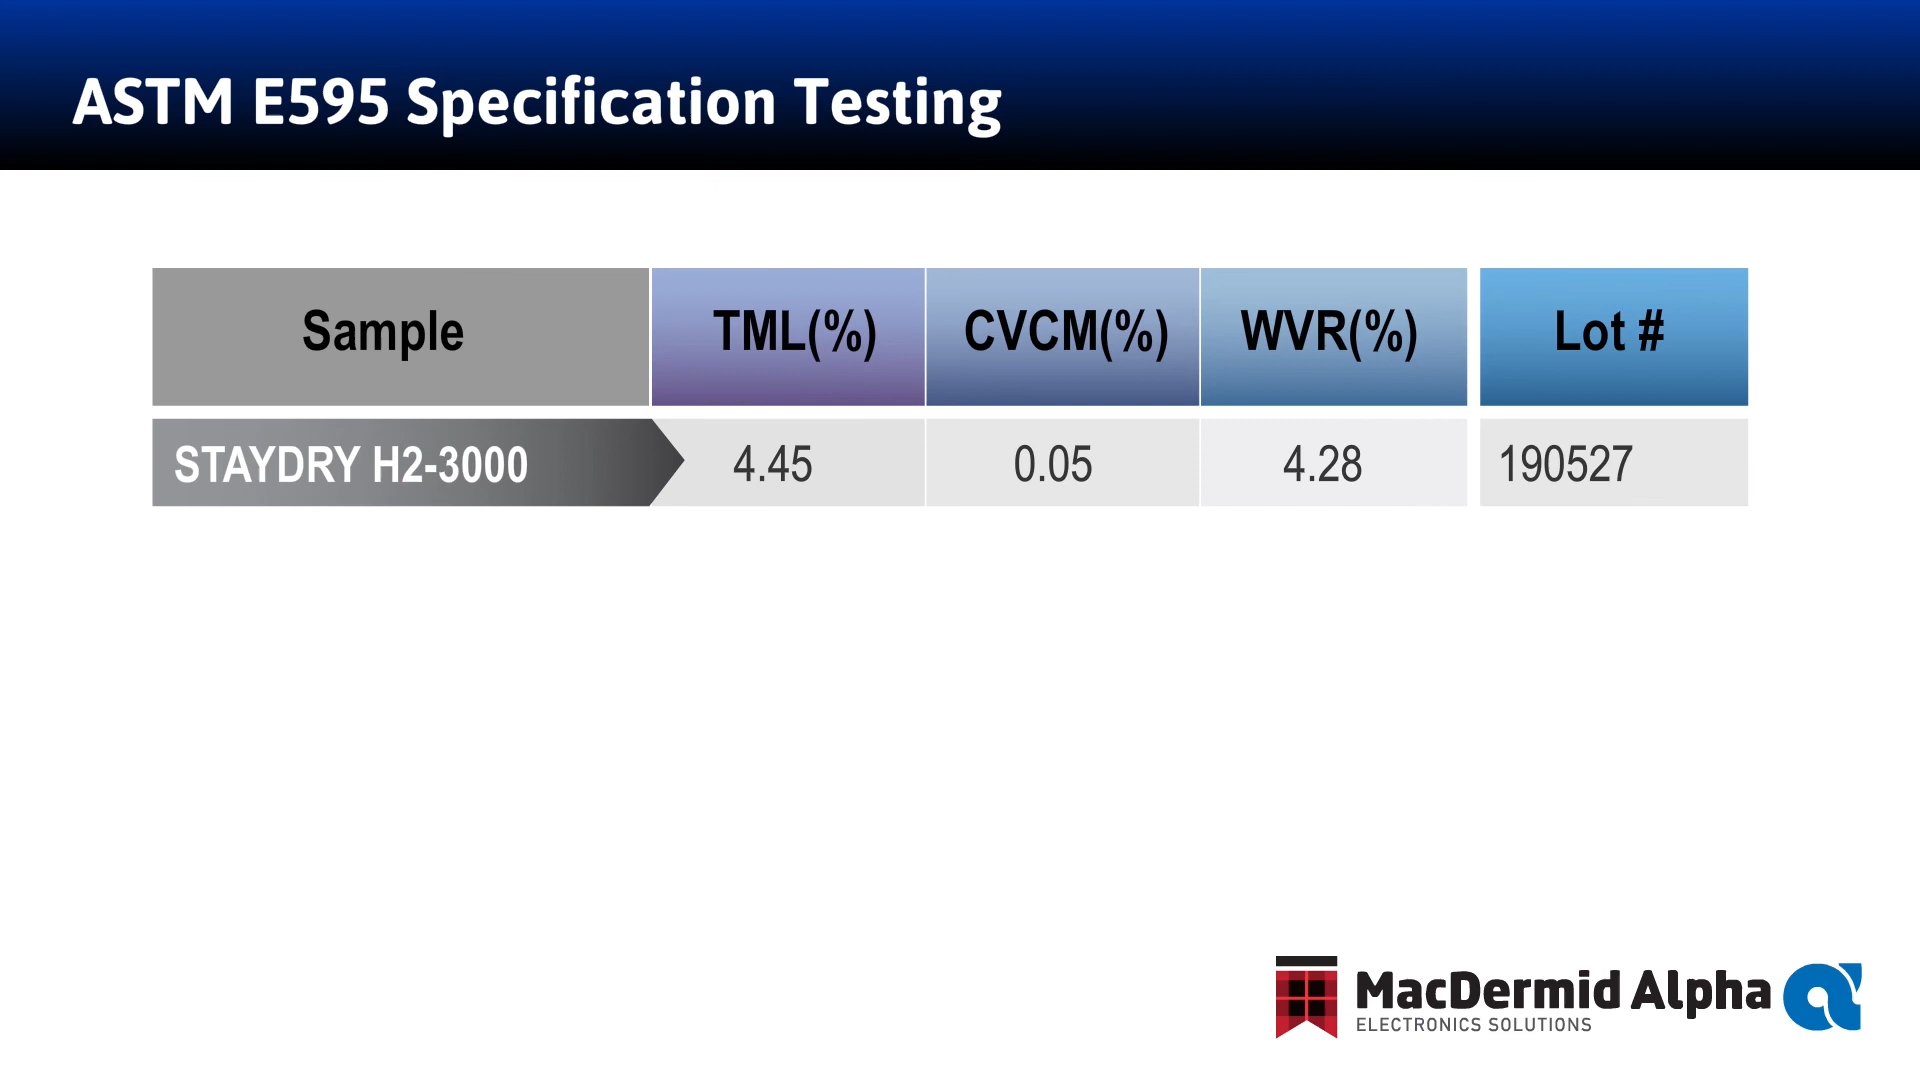 ASTM E595 Specification Testing
Sample TML(%) CVCM(%) WVR(%) Lot #
STAYDRY H2-3000 4.45 0.05 4.28 190527
MacDermid Alpha
ELECTRONICS SOLUTIONS